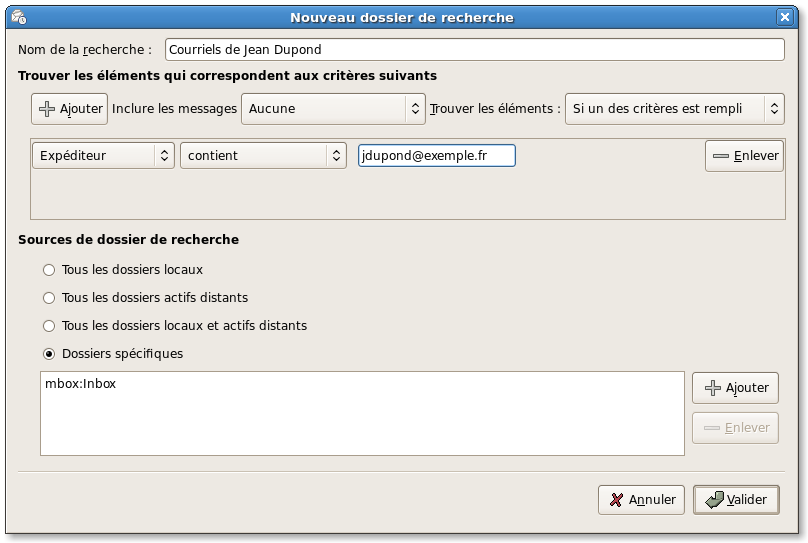 Nouveau dossier de recherche
Nom de la recherche : Courriels de Jean Dupond
Trouver les éléments qui correspondent aux critères suivants
Ajouter Inclure les messages Aucune Trouver les éléments : Si un des critères est rempli
Expéditeur contient jdupond@exemple.fr Enlever
Sources de dossier de recherche
Tous les dossiers locaux
Tous les dossiers actifs distants
Tous les dossiers locaux et actifs distants
Dossiers spécifiques
mbox:Inbox Ajouter
Enlever
Annuler Valider